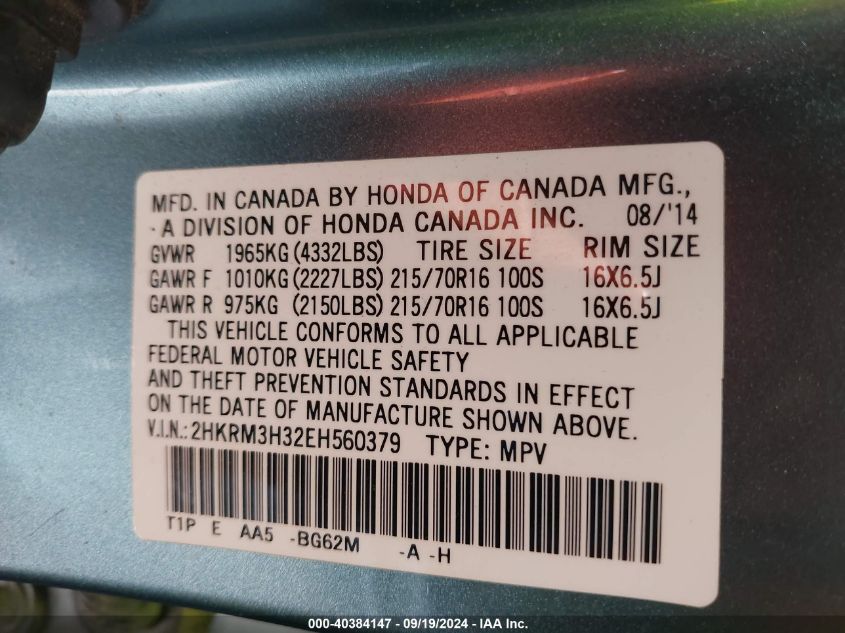 MFD. IN CANADA BY HONDA OF CANADA MFG.,
- A DIVISION OF HONDA CANADA INC. 08/'14
GVWR 1965KG (4332LBS) TIRE SIZE RIM SIZE
GAWR F 1010KG (2227LBS) 215/70R16 100S 16X6.5J
GAWR R 975KG (2150LBS) 215/70R16 100S 16X6.5J
THIS VEHICLE CONFORMS TO ALL APPLICABLE
FEDERAL MOTOR VEHICLE SAFETY
AND THEFT PREVENTION STANDARDS IN EFFECT
ON THE DATE OF MANUFACTURE SHOWN ABOVE.
V.I.N.: 2HKRM3H32EH560379 TYPE: MPV
T1P E AA5 -BG62M -A -H
000-40384147 - 09/19/2024 - IAA Inc.